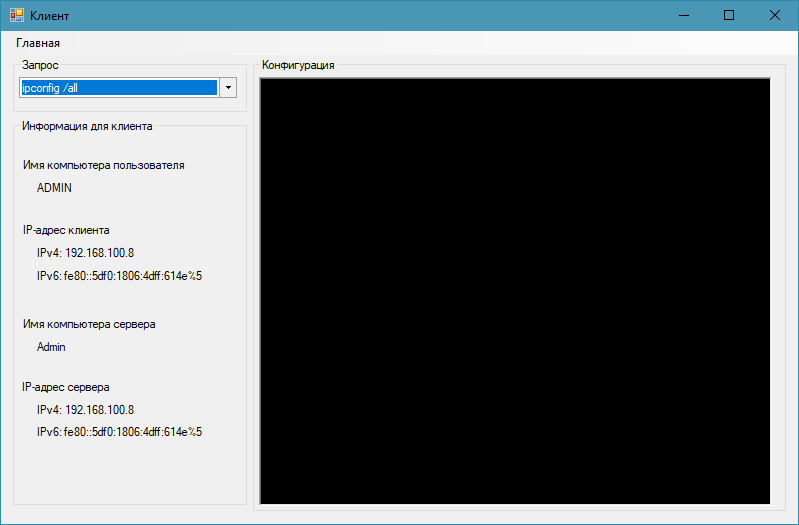 Клиент
Главная
Запрос
ipconfig /all
Информация для клиента
Имя компьютера пользователя
ADMIN
IP-адрес клиента
IPv4: 192.168.100.8
IPv6: fe80::5df0:1806:4dff:614e%5
Имя компьютера сервера
Admin
IP-адрес сервера
IPv4: 192.168.100.8
IPv6: fe80::5df0:1806:4dff:614e%5
Конфигурация